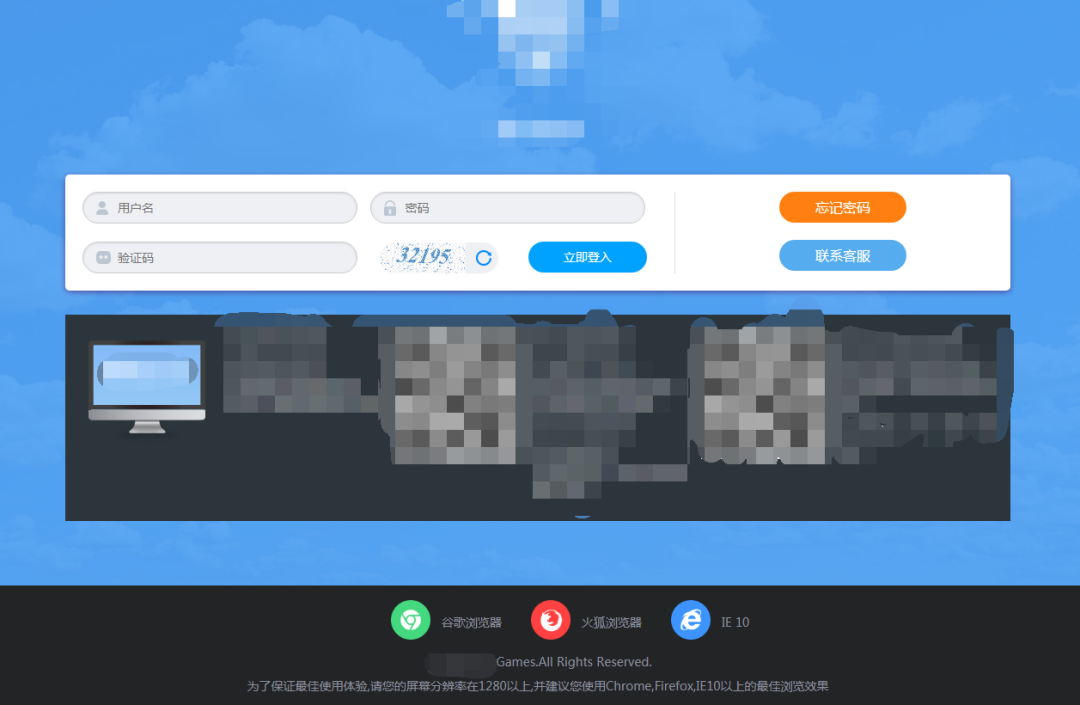 用户名
密码
忘记密码
验证码
32195
立即登入
联系客服
谷歌浏览器
火狐浏览器
IE 10
Games.All Rights Reserved.
为了保证最佳使用体验,请您的屏幕分辨率在1280以上,并建议您使用Chrome,Firefox,IE10以上的最佳浏览效果